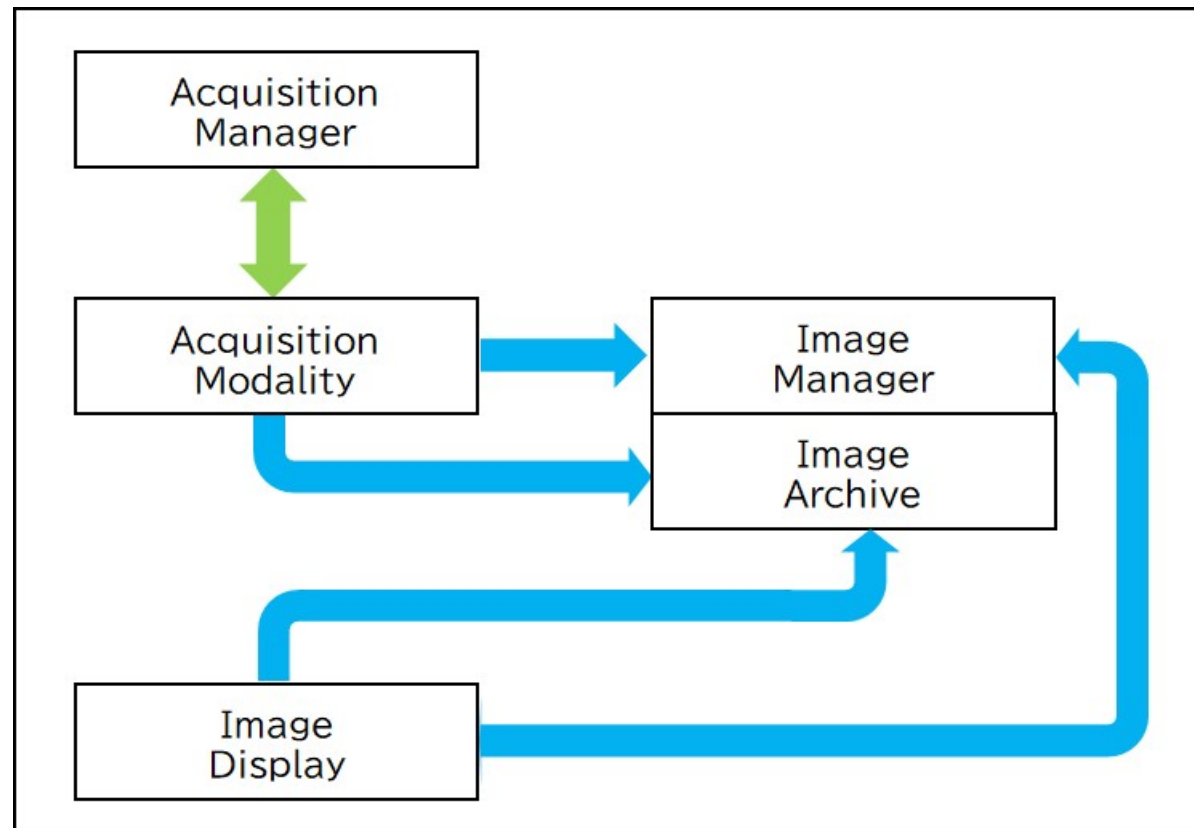 Acquisition
Manager
Acquisition
Modality
Image
Manager
Image
Archive
Image
Display